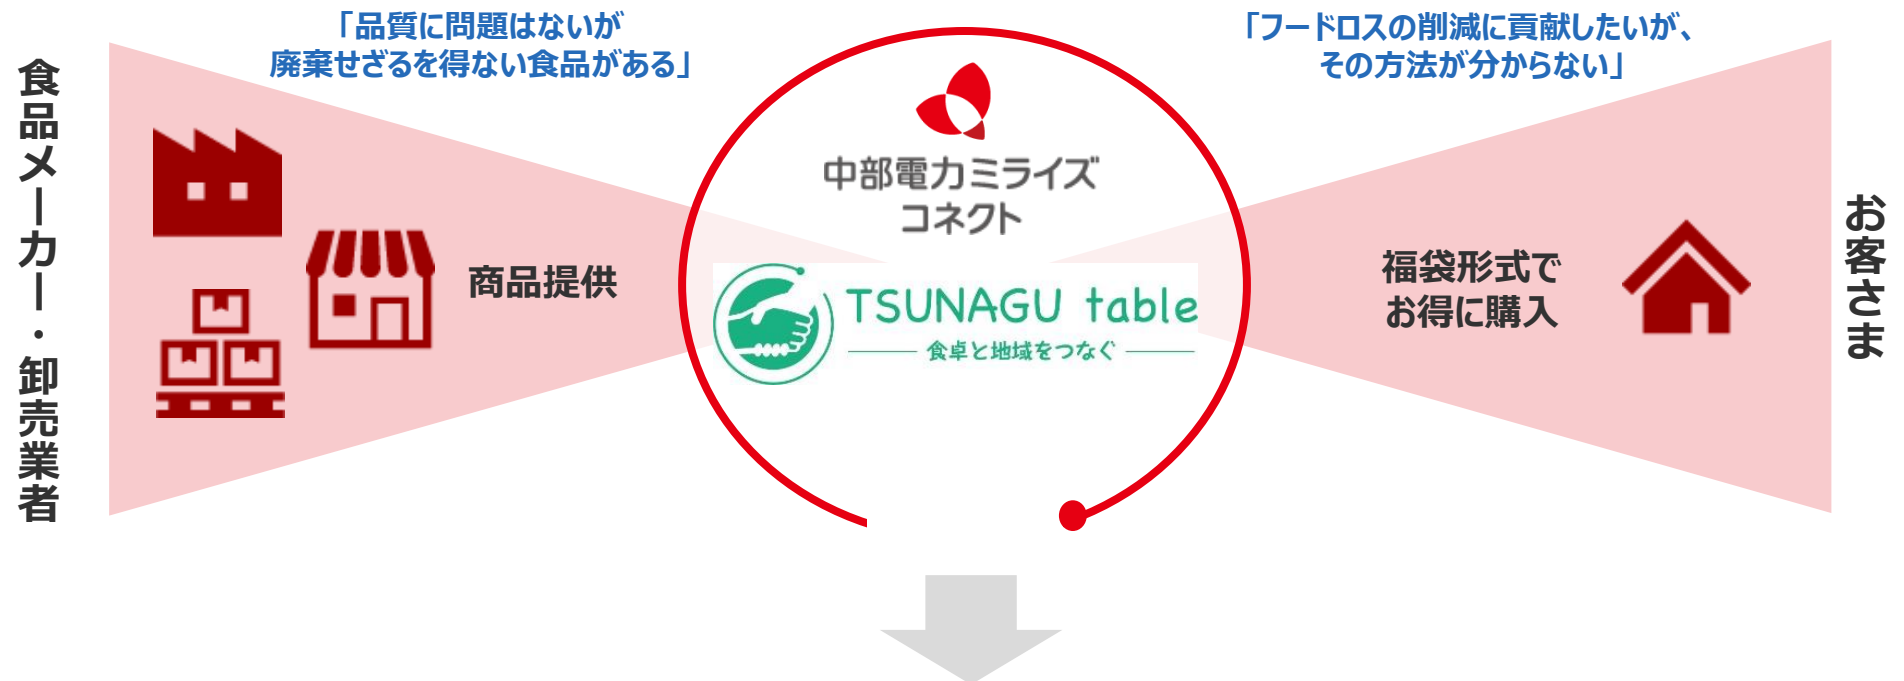 食品メーカー・卸売業者
「品質に問題はないが
廃棄せざるを得ない食品がある」
商品提供
中部電力ミライズ
コネクト
TSUNAGU table
食卓と地域をつなぐ
「フードロスの削減に貢献したいが、
その方法が分からない」
福袋形式で
お得に購入
お客さま